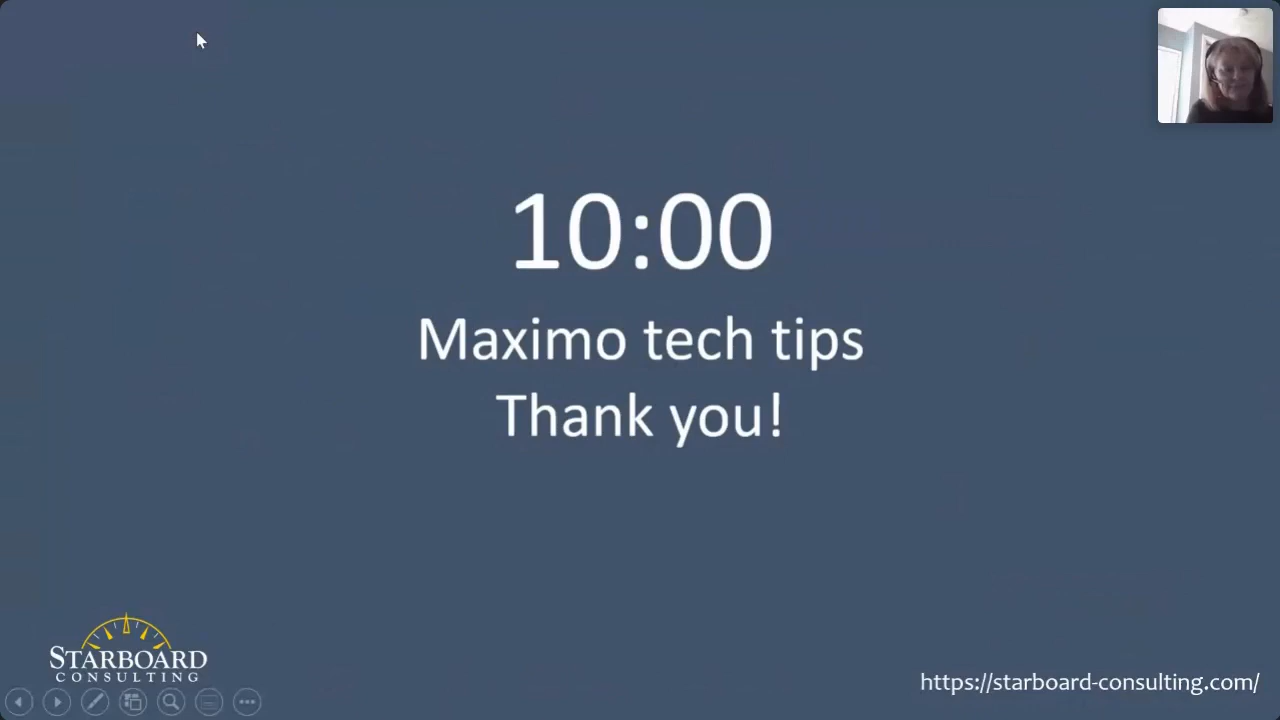 10:00
Maximo tech tips
Thank you!
STARBOARD
CONSULTING
https://starboard-consulting.com/